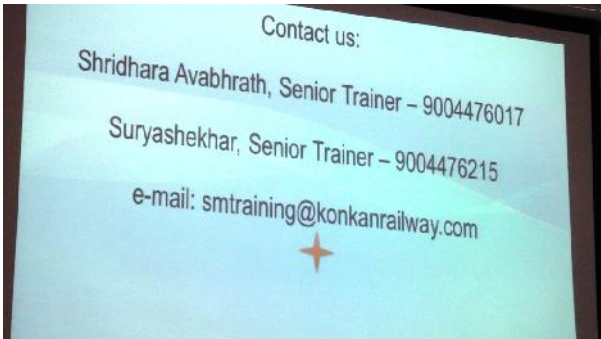 Contact us:
Shridhara Avabhrath, Senior Trainer – 9004476017
Suryashekhar, Senior Trainer – 9004476215
e-mail: smtraining@konkanrailway.com